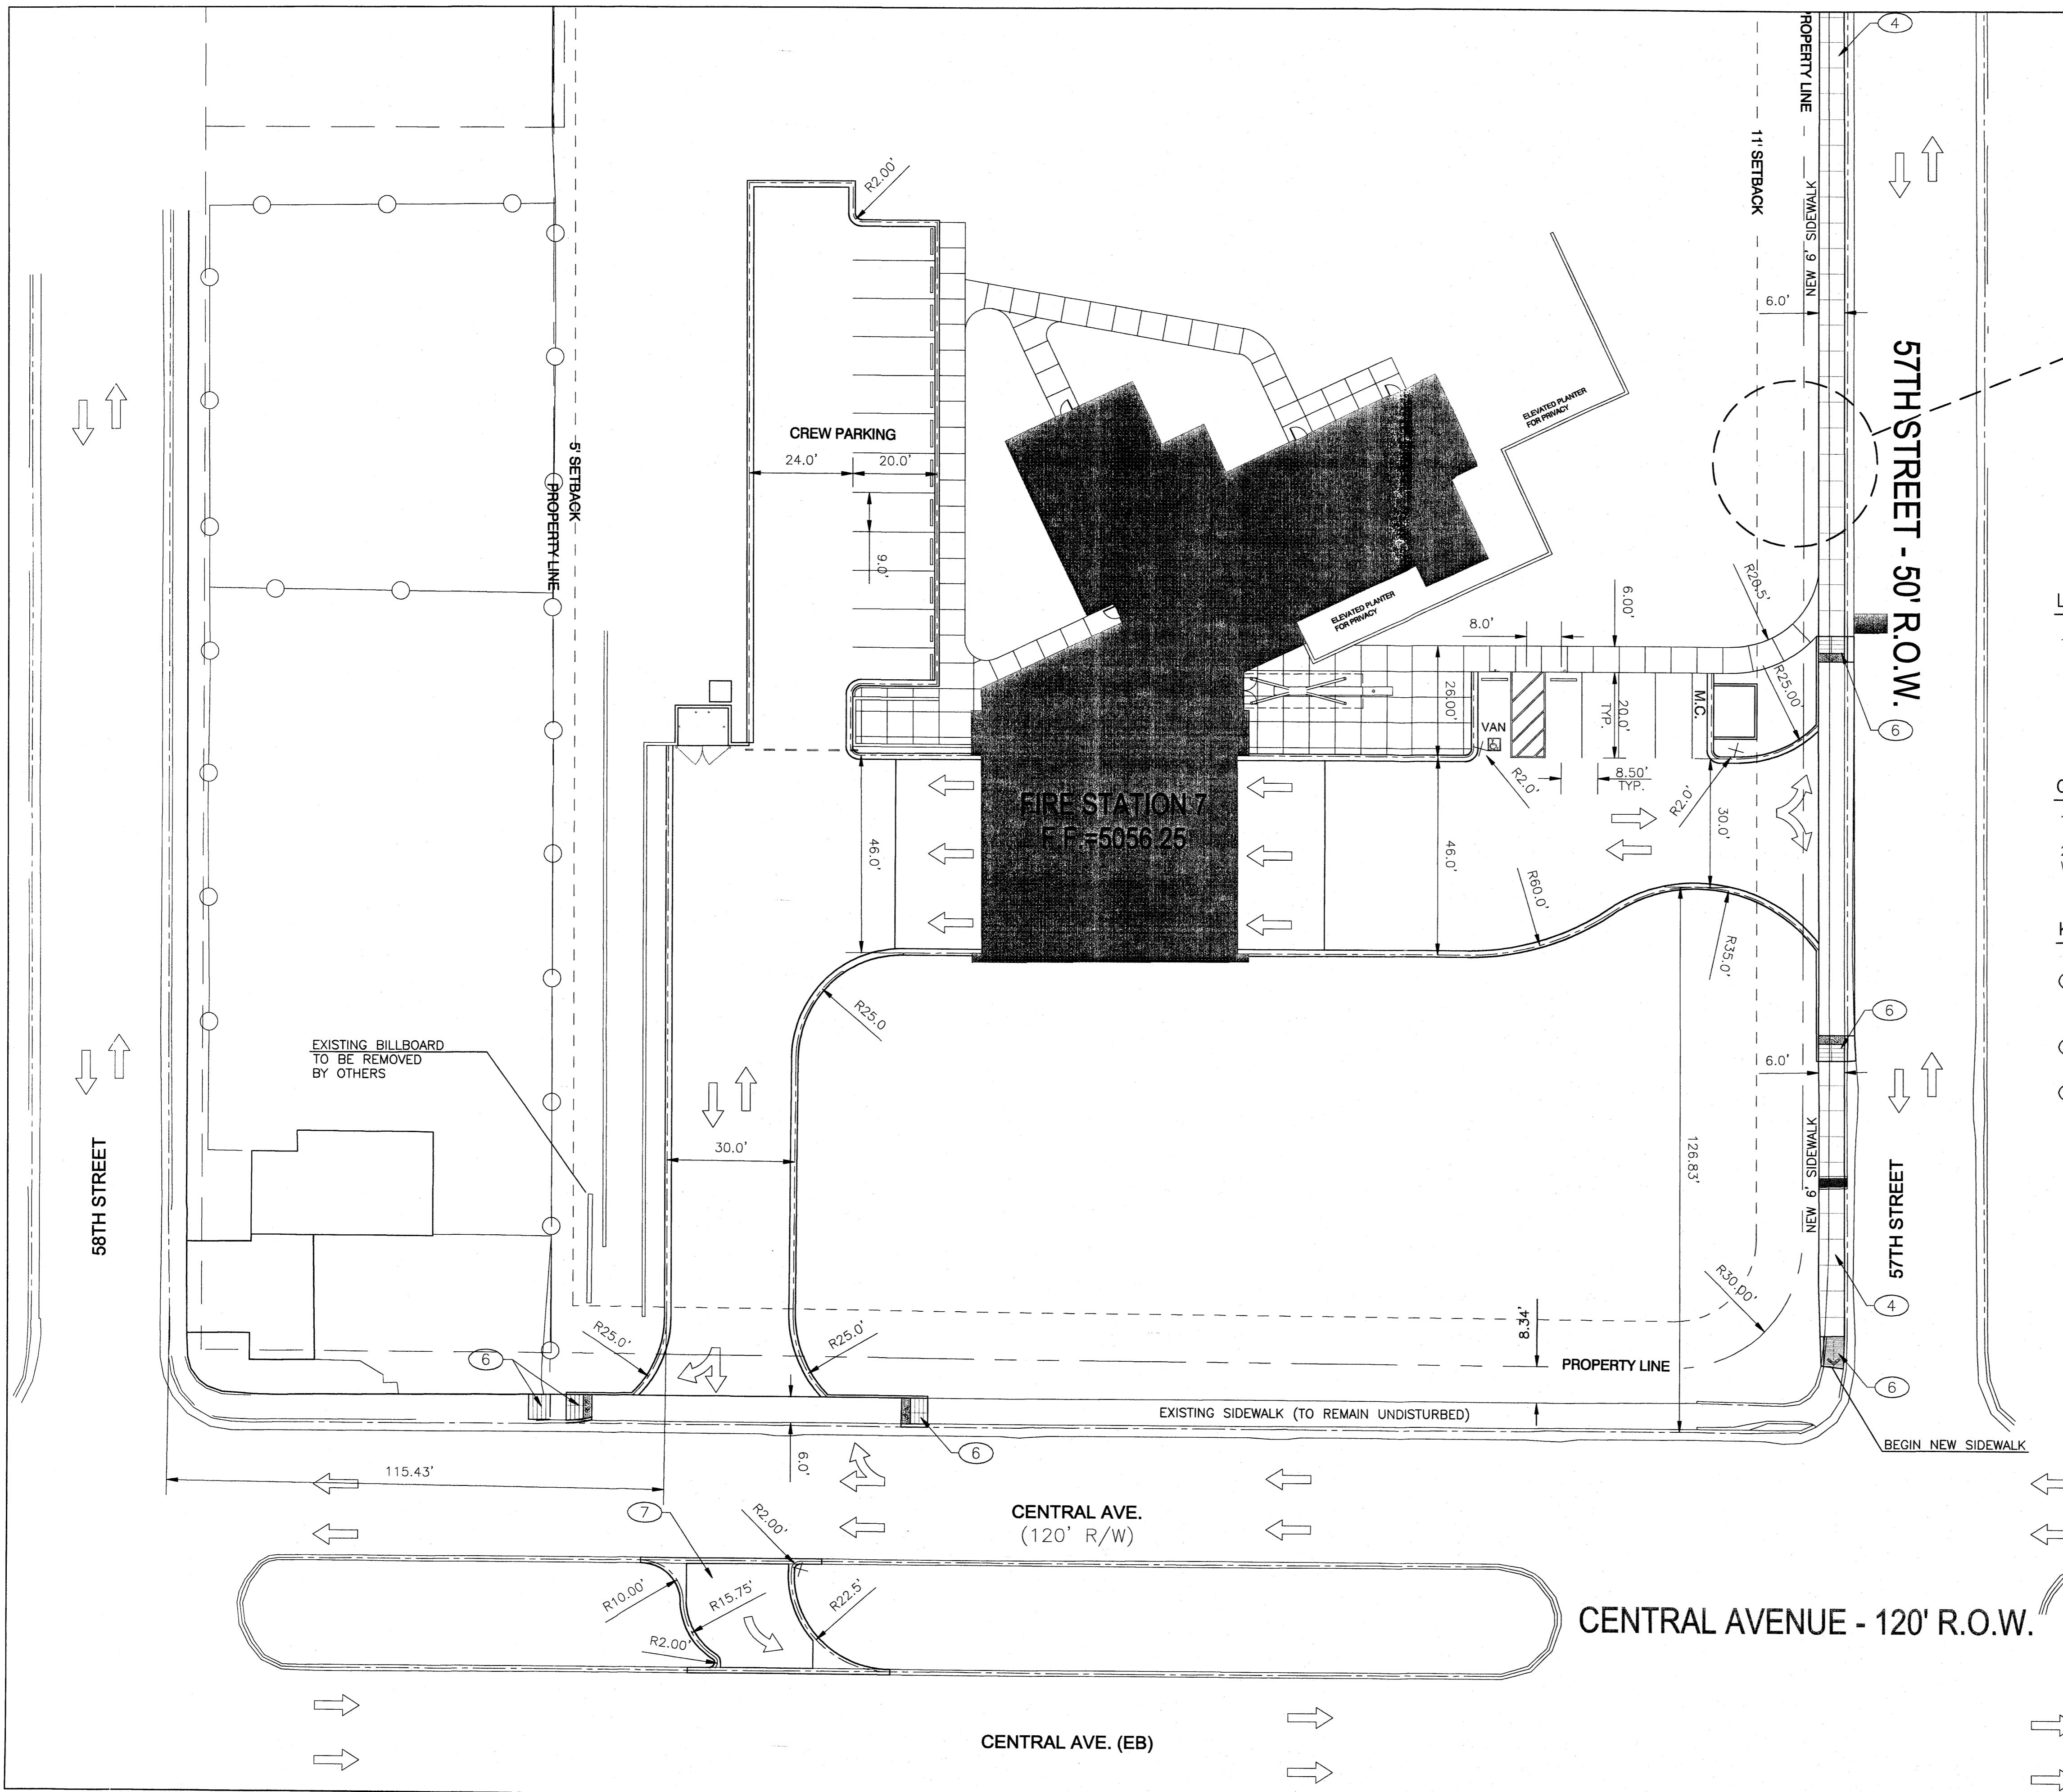 4
PROPERTY LINE
11' SETBACK
NEW 6' SIDEWALK
6.0'
57TH STREET - 50' R.O.W.
R2.00'
5' SETBACK
PROPERTY LINE
CREW PARKING
24.0'
20.0'
9.0'
ELEVATED PLANTER
FOR PRIVACY
ELEVATED PLANTER
FOR PRIVACY
8.0'
6.00'
R20.5'
R25.00'
26.00'
VAN
20.0'
TYP.
M.C.
6
R2.0'
8.50'
TYP.
R2.0'
30.0'
FIRE STATION 7
F.F.=5056.25
46.0'
46.0'
R60.0'
R35.0'
R25.0
6
6.0'
EXISTING BILLBOARD
TO BE REMOVED
BY OTHERS
30.0'
126.83'
NEW 6' SIDEWALK
58TH STREET
57TH STREET
R30.00'
4
8.34'
R25.0'
R25.0'
6
PROPERTY LINE
6
EXISTING SIDEWALK (TO REMAIN UNDISTURBED)
BEGIN NEW SIDEWALK
6
6.0'
115.43'
7
R2.00'
CENTRAL AVE.
(120' R/W)
R10.00'
R15.75'
R22.5'
R2.00'
CENTRAL AVENUE - 120' R.O.W.
CENTRAL AVE. (EB)